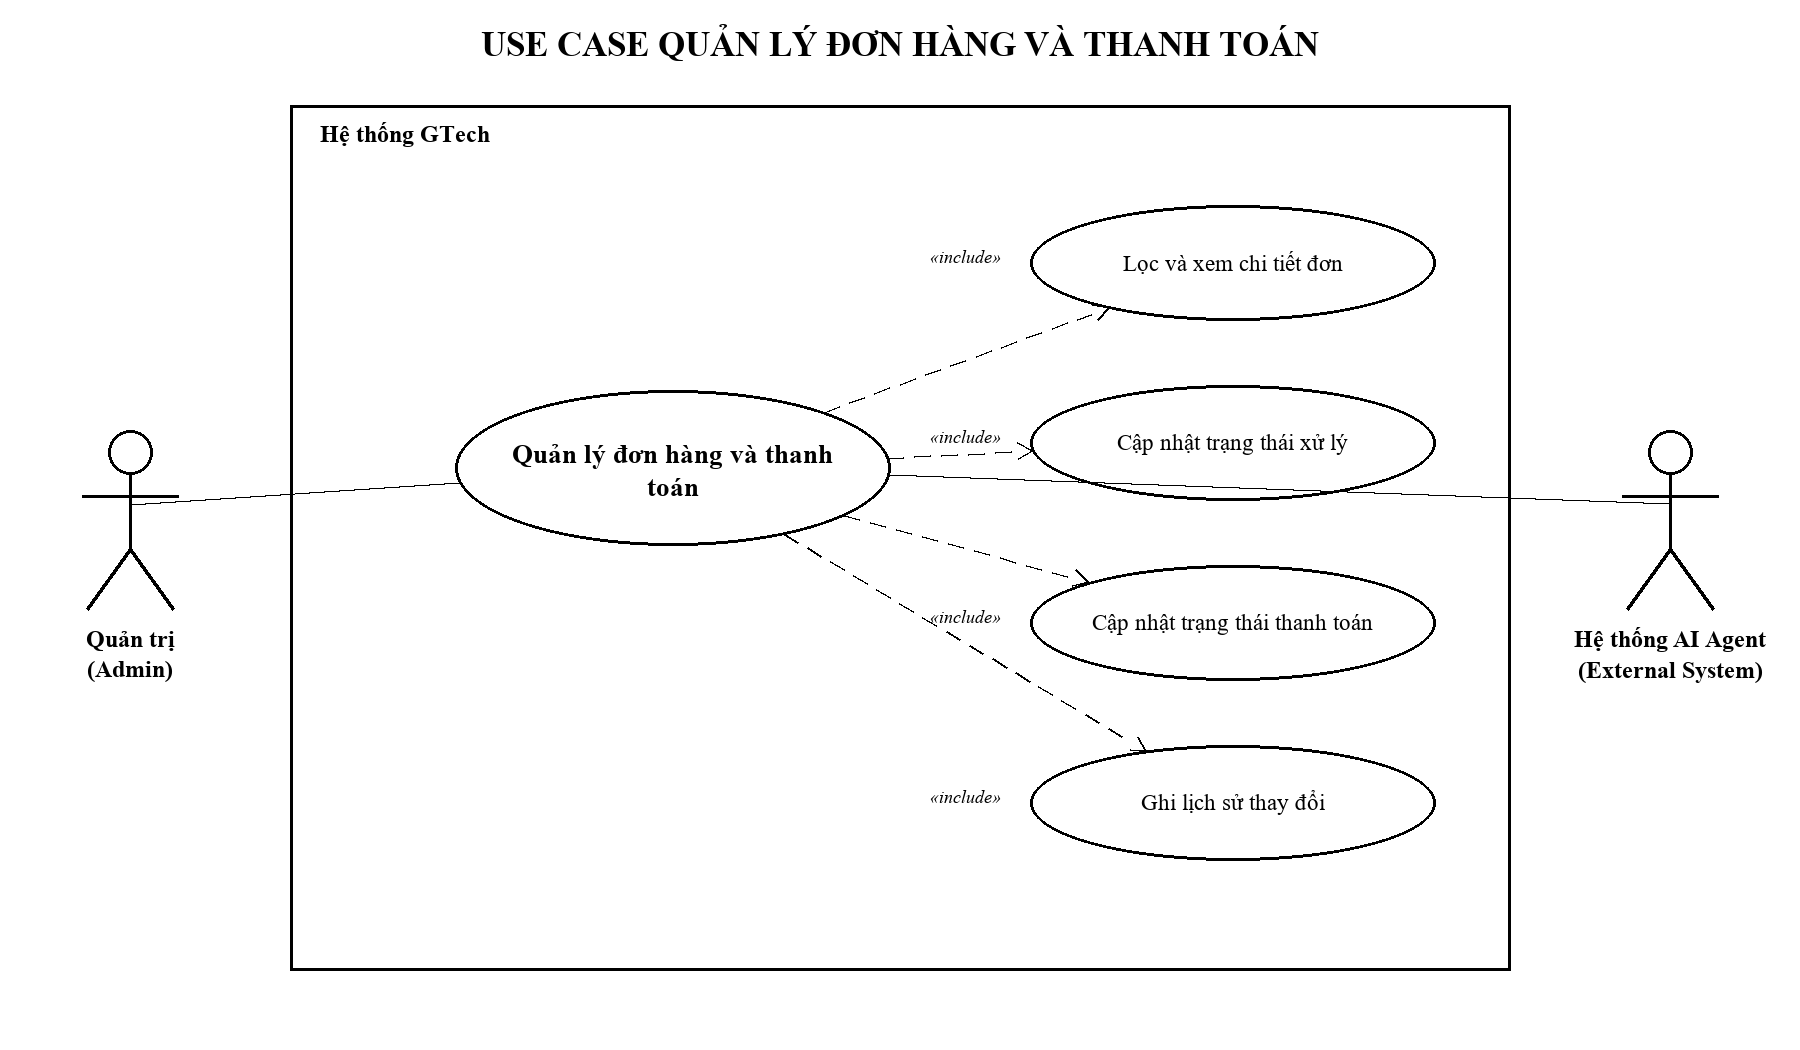 USE CASE QUẢN LÝ ĐƠN HÀNG VÀ THANH TOÁN
Hệ thống GTech
«include»
Lọc và xem chi tiết đơn
Quản lý đơn hàng và thanh
toán
«include»
Cập nhật trạng thái xử lý
«include»
Cập nhật trạng thái thanh toán
Quản trị
(Admin)
Hệ thống AI Agent
(External System)
«include»
Ghi lịch sử thay đổi